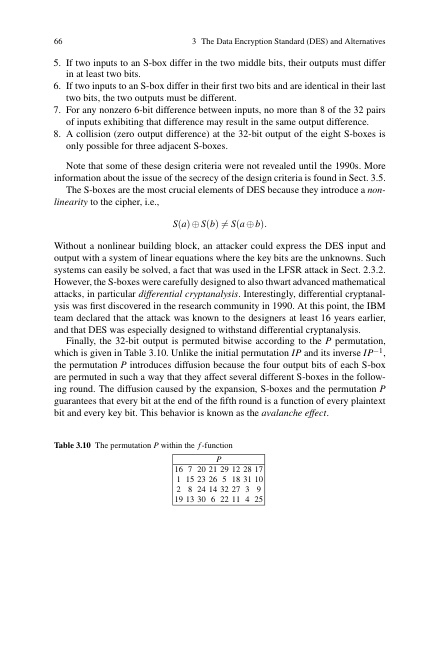 66 3 The Data Encryption Standard (DES) and Alternatives
5. If two inputs to an S-box differ in the two middle bits, their outputs must differ
in at least two bits.
6. If two inputs to an S-box differ in their first two bits and are identical in their last
two bits, the two outputs must be different.
7. For any nonzero 6-bit difference between inputs, no more than 8 of the 32 pairs
of inputs exhibiting that difference may result in the same output difference.
8. A collision (zero output difference) at the 32-bit output of the eight S-boxes is
only possible for three adjacent S-boxes.
Note that some of these design criteria were not revealed until the 1990s. More
information about the issue of the secrecy of the design criteria is found in Sect. 3.5.
The S-boxes are the most crucial elements of DES because they introduce a non-
linearity to the cipher, i.e.,
S(a) ⊕ S(b) ≠ S(a ⊕ b).
Without a nonlinear building block, an attacker could express the DES input and
output with a system of linear equations where the key bits are the unknowns. Such
systems can easily be solved, a fact that was used in the LFSR attack in Sect. 2.3.2.
However, the S-boxes were carefully designed to also thwart advanced mathematical
attacks, in particular differential cryptanalysis. Interestingly, differential cryptanal-
ysis was first discovered in the research community in 1990. At this point, the IBM
team declared that the attack was known to the designers at least 16 years earlier,
and that DES was especially designed to withstand differential cryptanalysis.
Finally, the 32-bit output is permuted bitwise according to the P permutation,
which is given in Table 3.10. Unlike the initial permutation IP and its inverse IP⁻¹,
the permutation P introduces diffusion because the four output bits of each S-box
are permuted in such a way that they affect several different S-boxes in the follow-
ing round. The diffusion caused by the expansion, S-boxes and the permutation P
guarantees that every bit at the end of the fifth round is a function of every plaintext
bit and every key bit. This behavior is known as the avalanche effect.
Table 3.10 The permutation P within the f-function
P
16 7 20 21 29 12 28 17
1 15 23 26 5 18 31 10
2 8 24 14 32 27 3 9
19 13 30 6 22 11 4 25